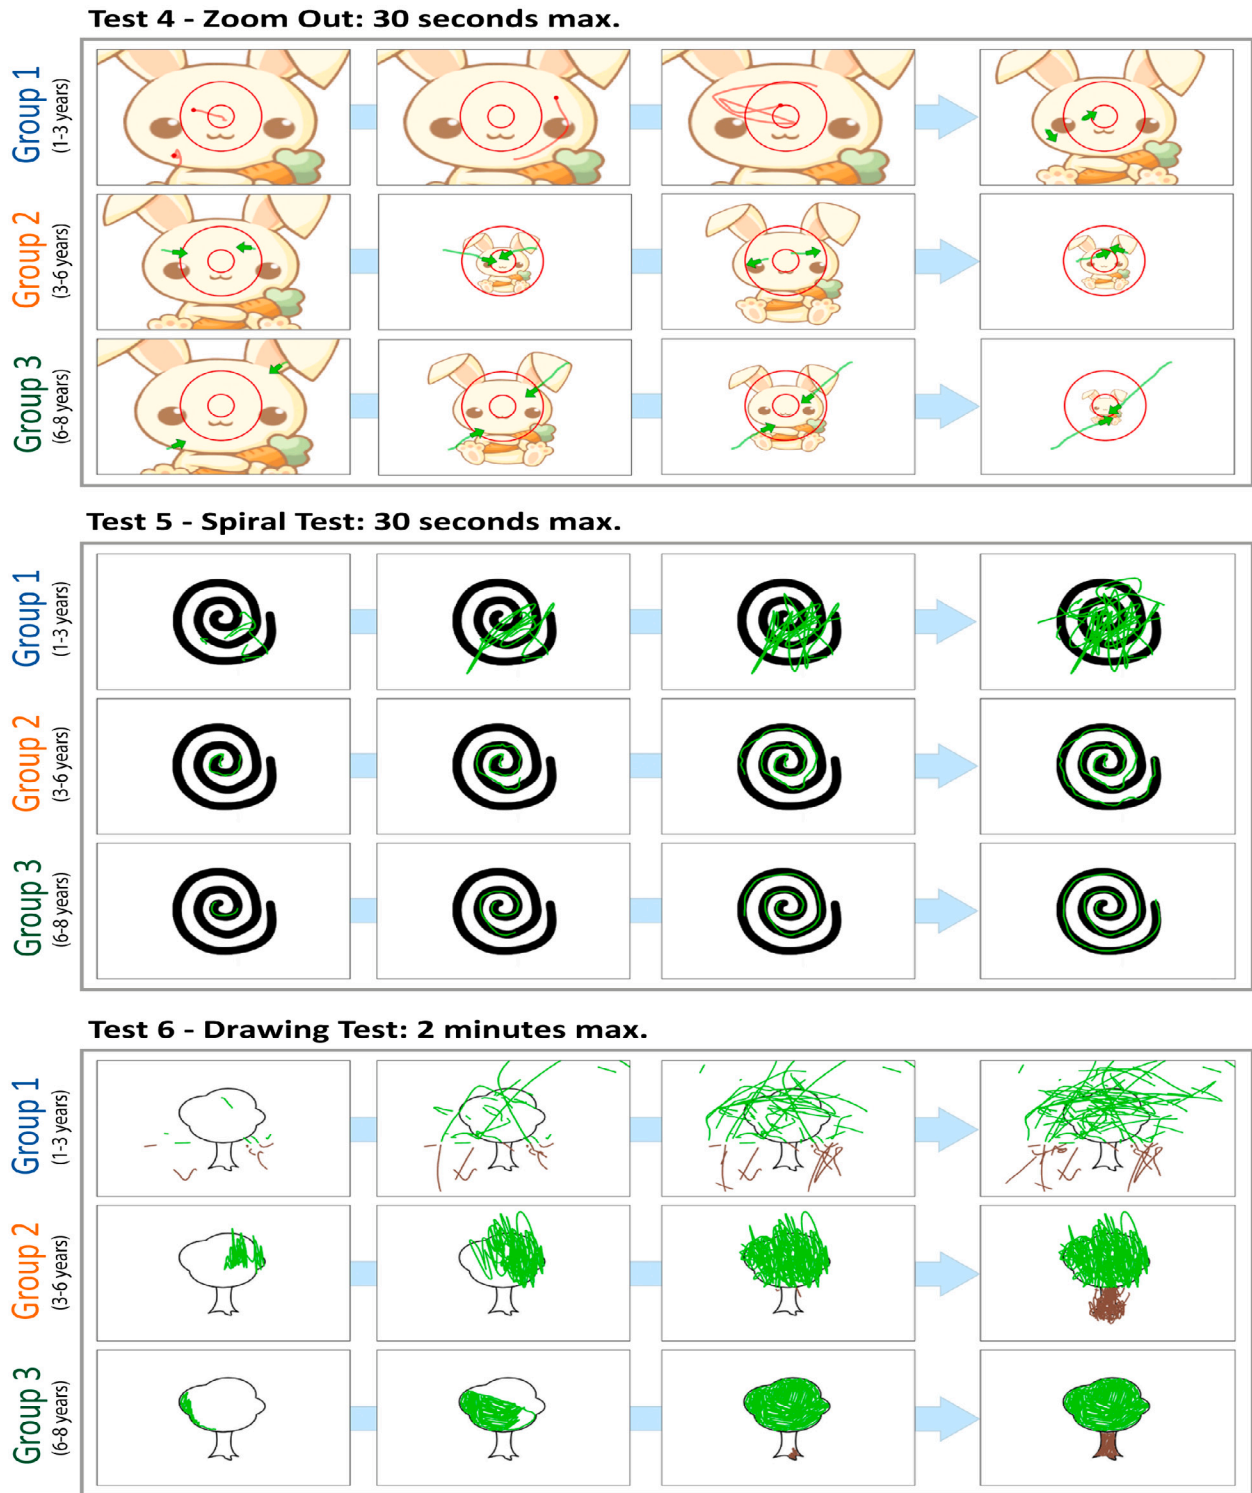 Test 4 - Zoom Out: 30 seconds max.
Group 1
(1-3 years)
Group 2
(3-6 years)
Group 3
(6-8 years)
Test 5 - Spiral Test: 30 seconds max.
Group 1
(1-3 years)
Group 2
(3-6 years)
Group 3
(6-8 years)
Test 6 - Drawing Test: 2 minutes max.
Group 1
(1-3 years)
Group 2
(3-6 years)
Group 3
(6-8 years)